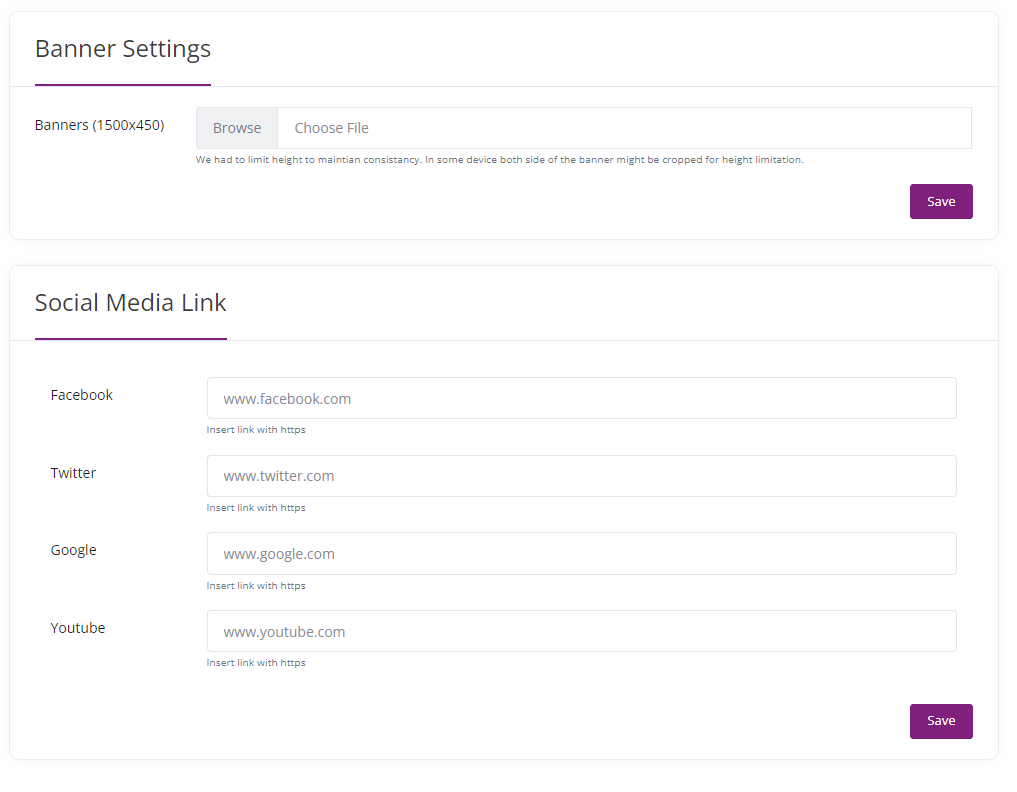 Banner Settings
Banners (1500x450)
Browse
Choose File
We had to limit height to maintian consistancy. In some device both side of the banner might be cropped for height limitation.
Save
Social Media Link
Facebook
www.facebook.com
Insert link with https
Twitter
www.twitter.com
Insert link with https
Google
www.google.com
Insert link with https
Youtube
www.youtube.com
Insert link with https
Save